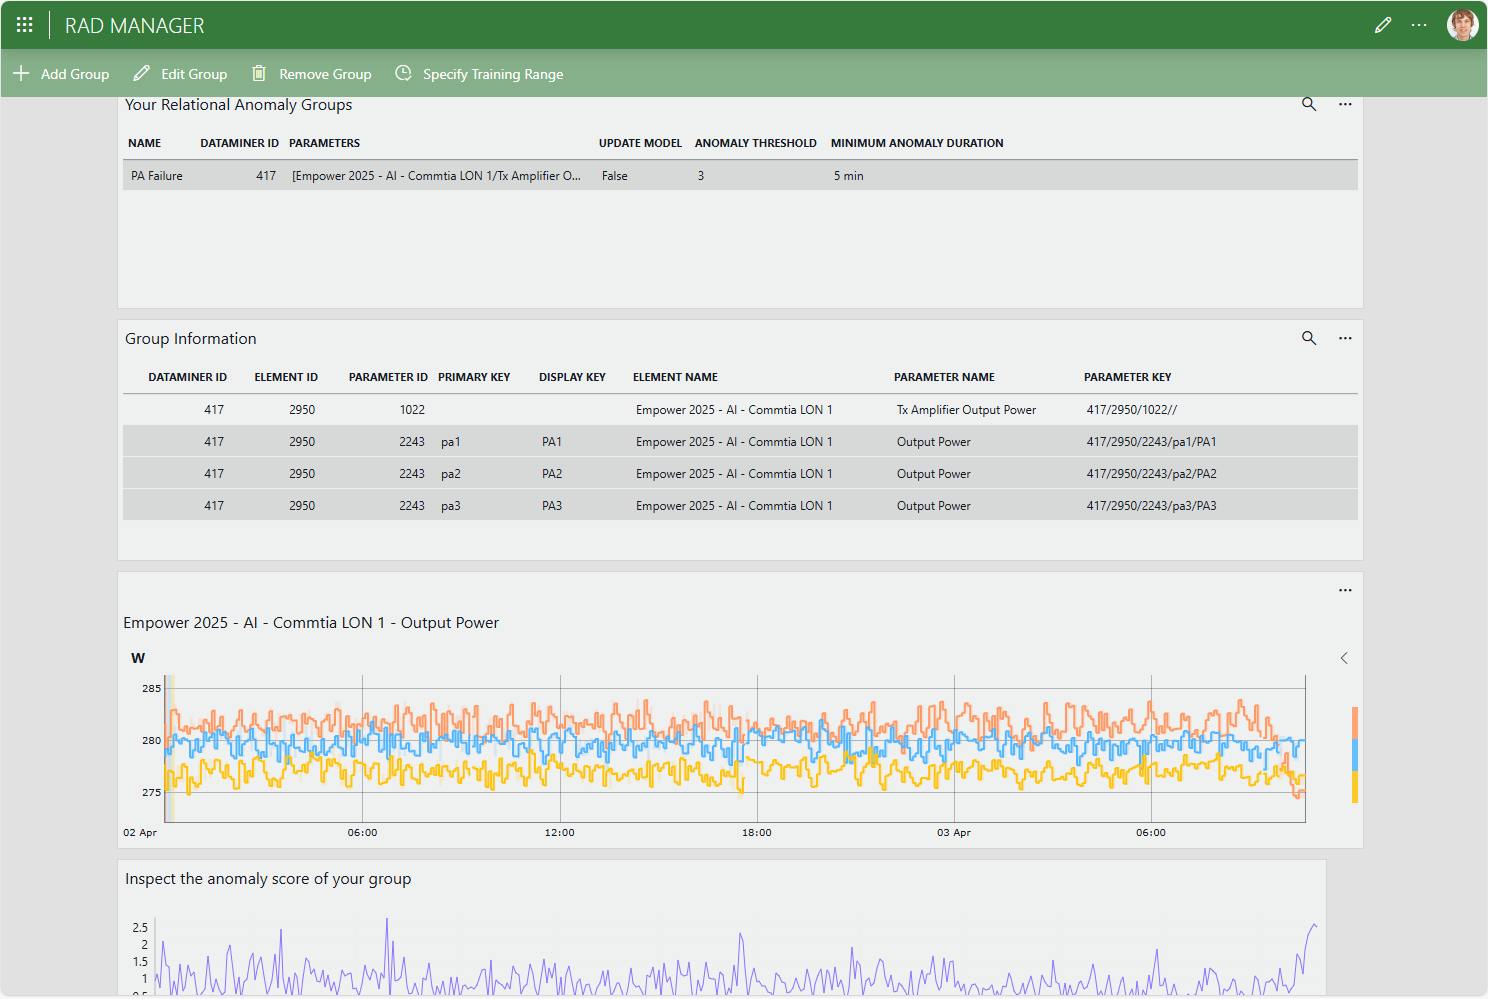 RAD MANAGER
Add Group Edit Group Remove Group Specify Training Range
Your Relational Anomaly Groups
NAME DATAMINER ID PARAMETERS UPDATE MODEL ANOMALY THRESHOLD MINIMUM ANOMALY DURATION
PA Failure 417 [Empower 2025 - AI - Commtia LON 1/Tx Amplifier O... False 3 5 min
Group Information
DATAMINER ID ELEMENT ID PARAMETER ID PRIMARY KEY DISPLAY KEY ELEMENT NAME PARAMETER NAME PARAMETER KEY
417 2950 1022 Empower 2025 - AI - Commtia LON 1 Tx Amplifier Output Power 417/2950/1022//
417 2950 2243 pa1 PA1 Empower 2025 - AI - Commtia LON 1 Output Power 417/2950/2243/pa1/PA1
417 2950 2243 pa2 PA2 Empower 2025 - AI - Commtia LON 1 Output Power 417/2950/2243/pa2/PA2
417 2950 2243 pa3 PA3 Empower 2025 - AI - Commtia LON 1 Output Power 417/2950/2243/pa3/PA3
Empower 2025 - AI - Commtia LON 1 - Output Power
W
285
280
275
02 Apr 06:00 12:00 18:00 03 Apr 06:00
Inspect the anomaly score of your group
2.5
2
1.5
1
0.5